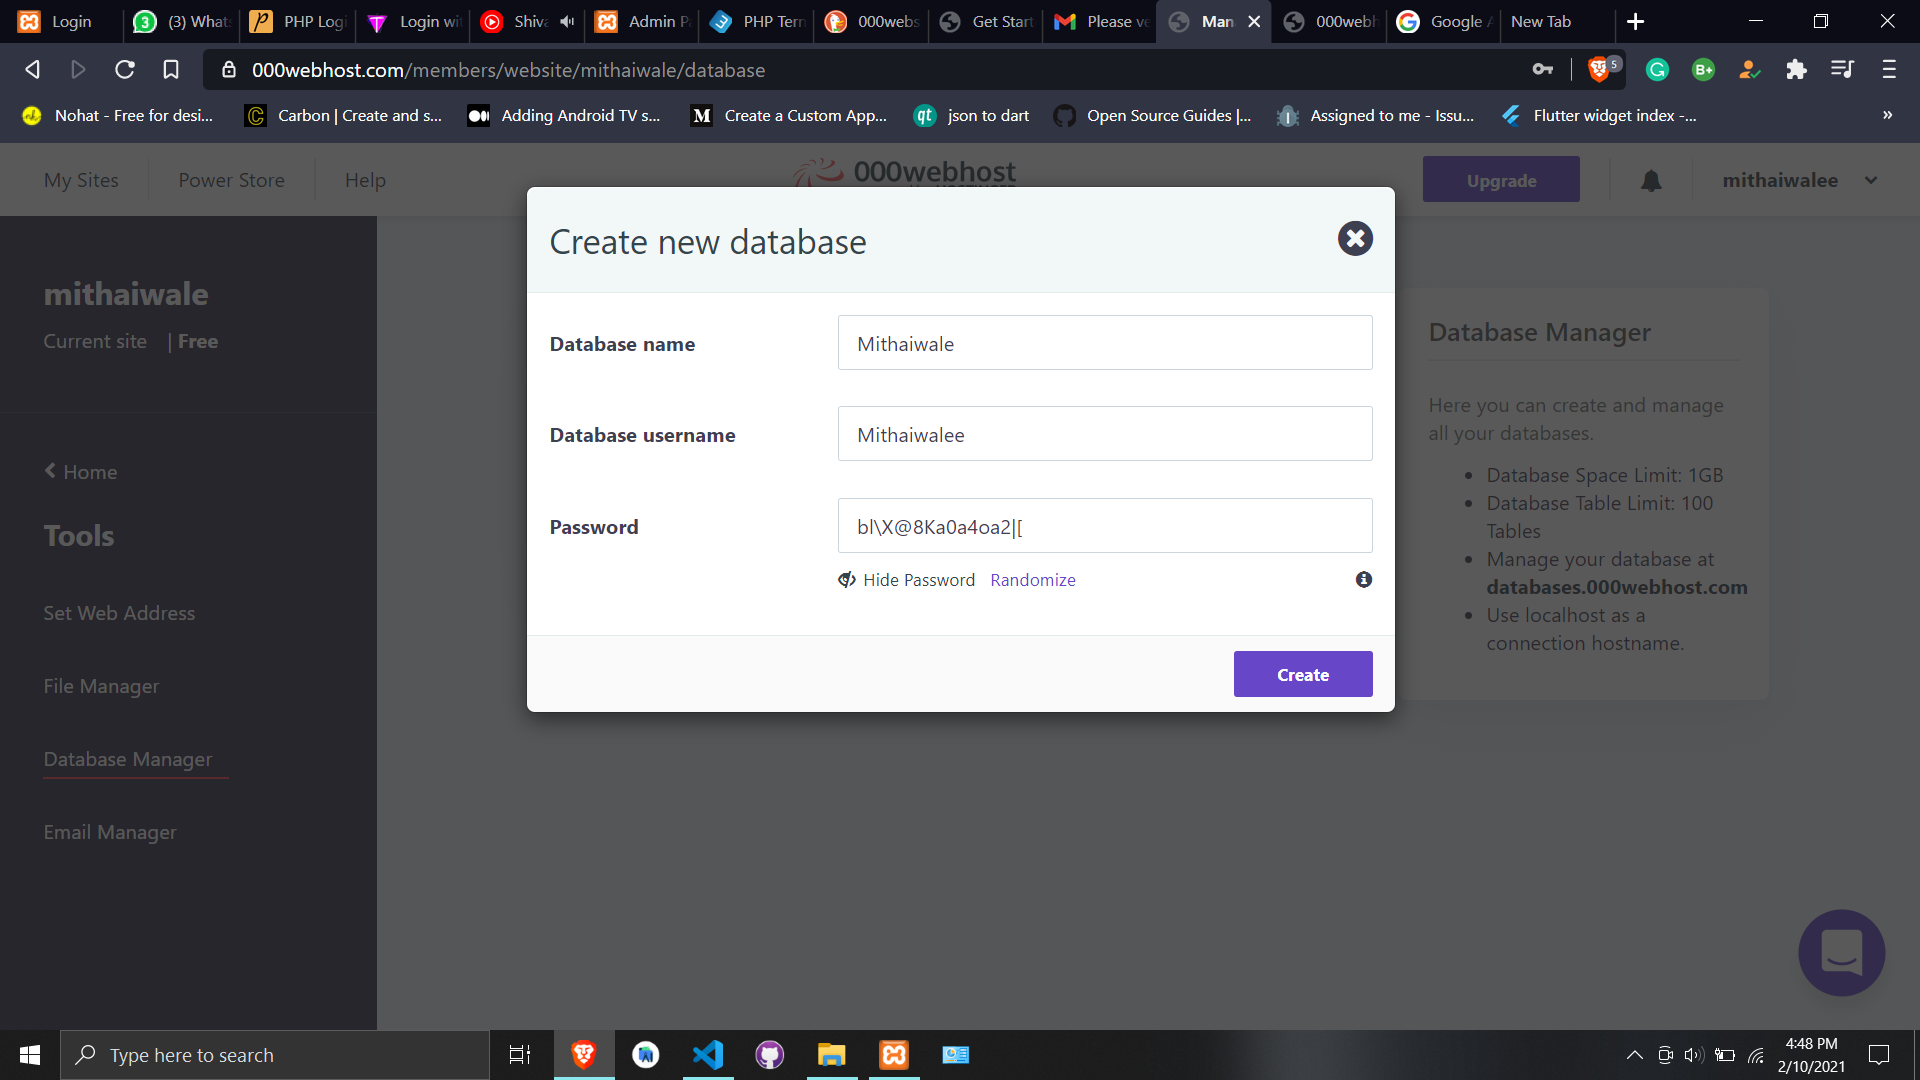 Login
(3) What
PHP Logi
Login wi
Shiva
Admin P
PHP Tern
000webs
Get Start
Please ve
Man
000webh
Google A
New Tab
000webhost.com/members/website/mithaiwale/database
5
Nohat - Free for desi...
Carbon | Create and s...
Adding Android TV s...
Create a Custom App...
json to dart
Open Source Guides |...
Assigned to me - Issu...
Flutter widget index -...
»
My Sites
Power Store
Help
000webhost
Upgrade
mithaiwalee
mithaiwale
Current site | Free
Home
Tools
Set Web Address
File Manager
Database Manager
Email Manager
Create new database
Database name
Mithaiwale
Database username
Mithaiwalee
Password
bl\X@8Ka0a4oa2|[
Hide Password
Randomize
Create
Database Manager
Here you can create and manage
all your databases.
Database Space Limit: 1GB
Database Table Limit: 100
Tables
Manage your database at
databases.000webhost.com
Use localhost as a
connection hostname.
Type here to search
4:48 PM
2/10/2021